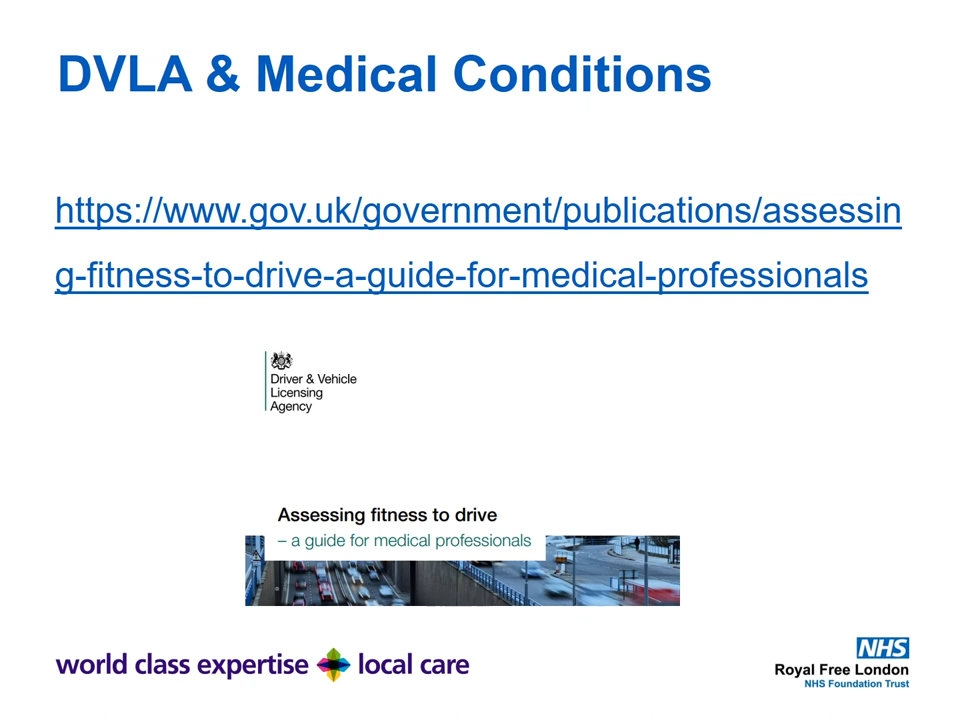 DVLA & Medical Conditions
https://www.gov.uk/government/publications/assessin
g-fitness-to-drive-a-guide-for-medical-professionals
Driver & Vehicle
Licensing
Agency
Assessing fitness to drive
– a guide for medical professionals
world class expertise local care
NHS
Royal Free London
NHS Foundation Trust